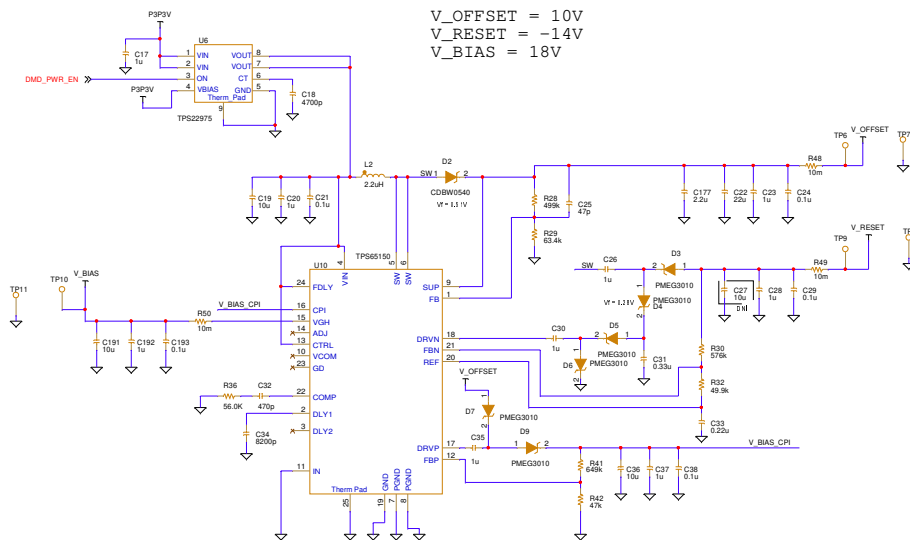 V_OFFSET = 10V
V_RESET = -14V
V_BIAS = 18V
P3P3V
U6
C17
1u
1
2
3
4
VIN
VIN
ON
VBIAS
Therm_Pad
VOUT
VOUT
CT
GND
8
7
6
5
9
TPS22975
DMD_PWR_EN
P3P3V
C18
4700p
C19
10u
C20
1u
C21
0.1u
L2
2.2uH
SW
1
D2
2
CDBW0540
R28
499k
R29
63.4k
C25
47p
C177
2.2u
C22
22u
C23
1u
C24
0.1u
R48
10m
TP6
V_OFFSET
TP7
TP11
TP10
V_BIAS
C191
10u
C192
1u
C193
0.1u
R50
10m
V_BIAS_CPI
U10
TPS65150
4
VIN
5
SW
6
SW
24
FDLY
16
CPI
15
VGH
14
ADJ
13
CTRL
10
VCOM
23
GD
22
COMP
2
DLY1
3
DLY2
11
IN
Therm Pad
25
GND
19
PGND
7
PGND
8
SUP
9
FB
1
DRVN
18
FBN
21
REF
20
DRVP
17
FBP
12
R36
56.0K
C32
470p
C34
8200p
SW
C26
1u
2
D3
1
PMEG3010
1
PMEG3010
D4
2
C30
1u
2
D5
1
PMEG3010
1
D6
2
PMEG3010
C31
0.33u
C27
10u
DNI
C28
1u
C29
0.1u
R49
10m
TP9
V_RESET
R30
576k
R32
49.9k
C33
0.22u
V_OFFSET
1
D7
2
PMEG3010
C35
1u
1
D9
2
PMEG3010
R41
649k
R42
47k
C36
10u
C37
1u
C38
0.1u
V_BIAS_CPI